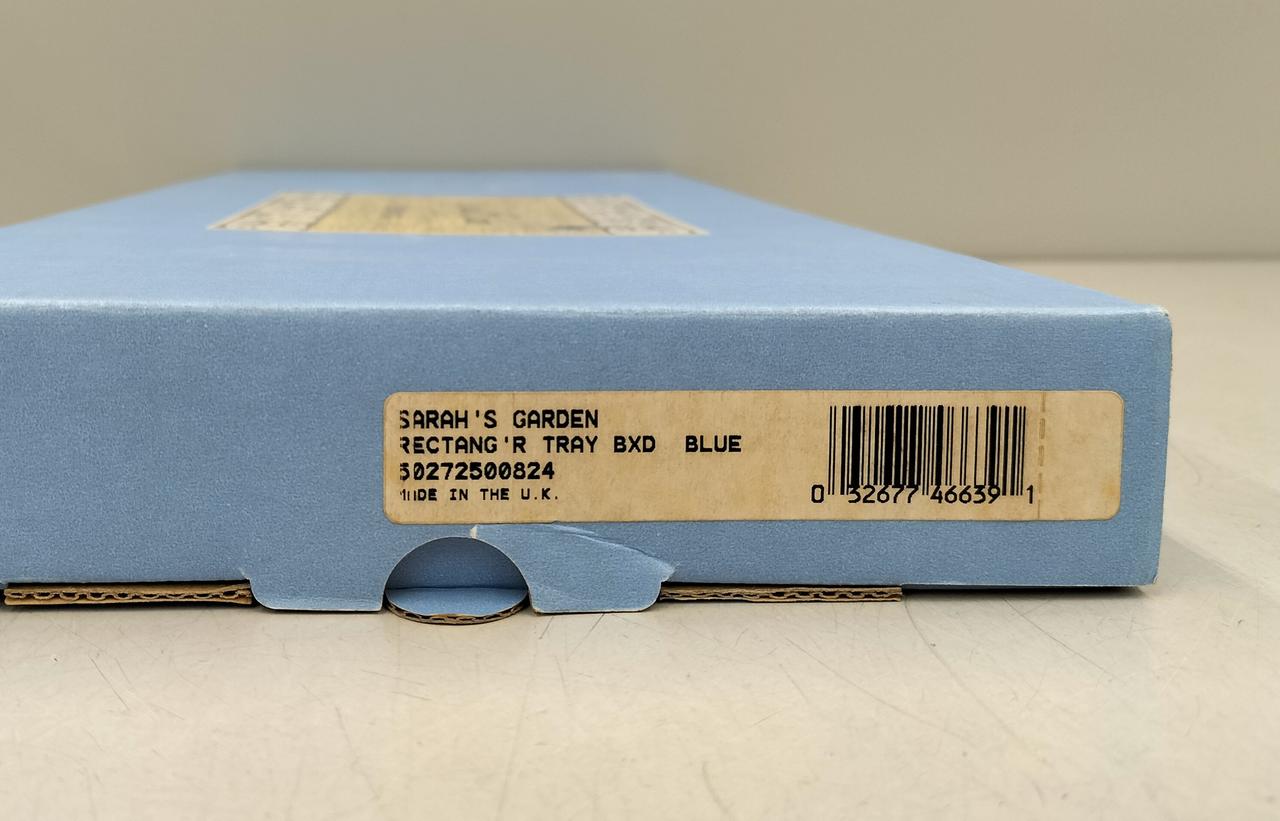 SARAH'S GARDEN
RECTANG'R TRAY BXD BLUE
50272500824
MADE IN THE U.K.
0 32677 46639 1